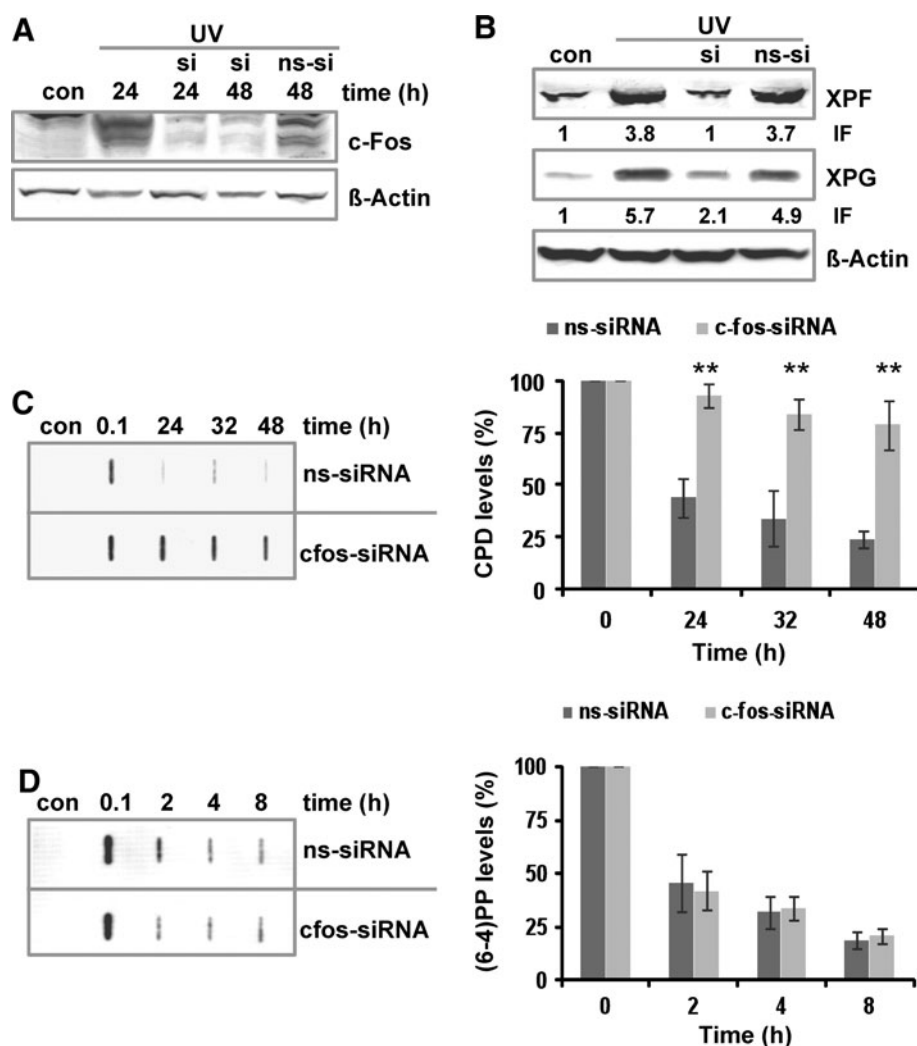 A
UV
si si ns-si
con 24 24 48 48 time (h)
c-Fos
ß-Actin
B
UV
con si ns-si
XPF
1 3.8 1 3.7 IF
XPG
1 5.7 2.1 4.9 IF
ß-Actin
C
con 0.1 24 32 48 time (h)
ns-siRNA
cfos-siRNA
ns-siRNA c-fos-siRNA
** ** **
100
75
50
25
0
CPD levels (%)
0 24 32 48
Time (h)
D
con 0.1 2 4 8 time (h)
ns-siRNA
cfos-siRNA
ns-siRNA c-fos-siRNA
100
75
50
25
0
(6-4)PP levels (%)
0 2 4 8
Time (h)